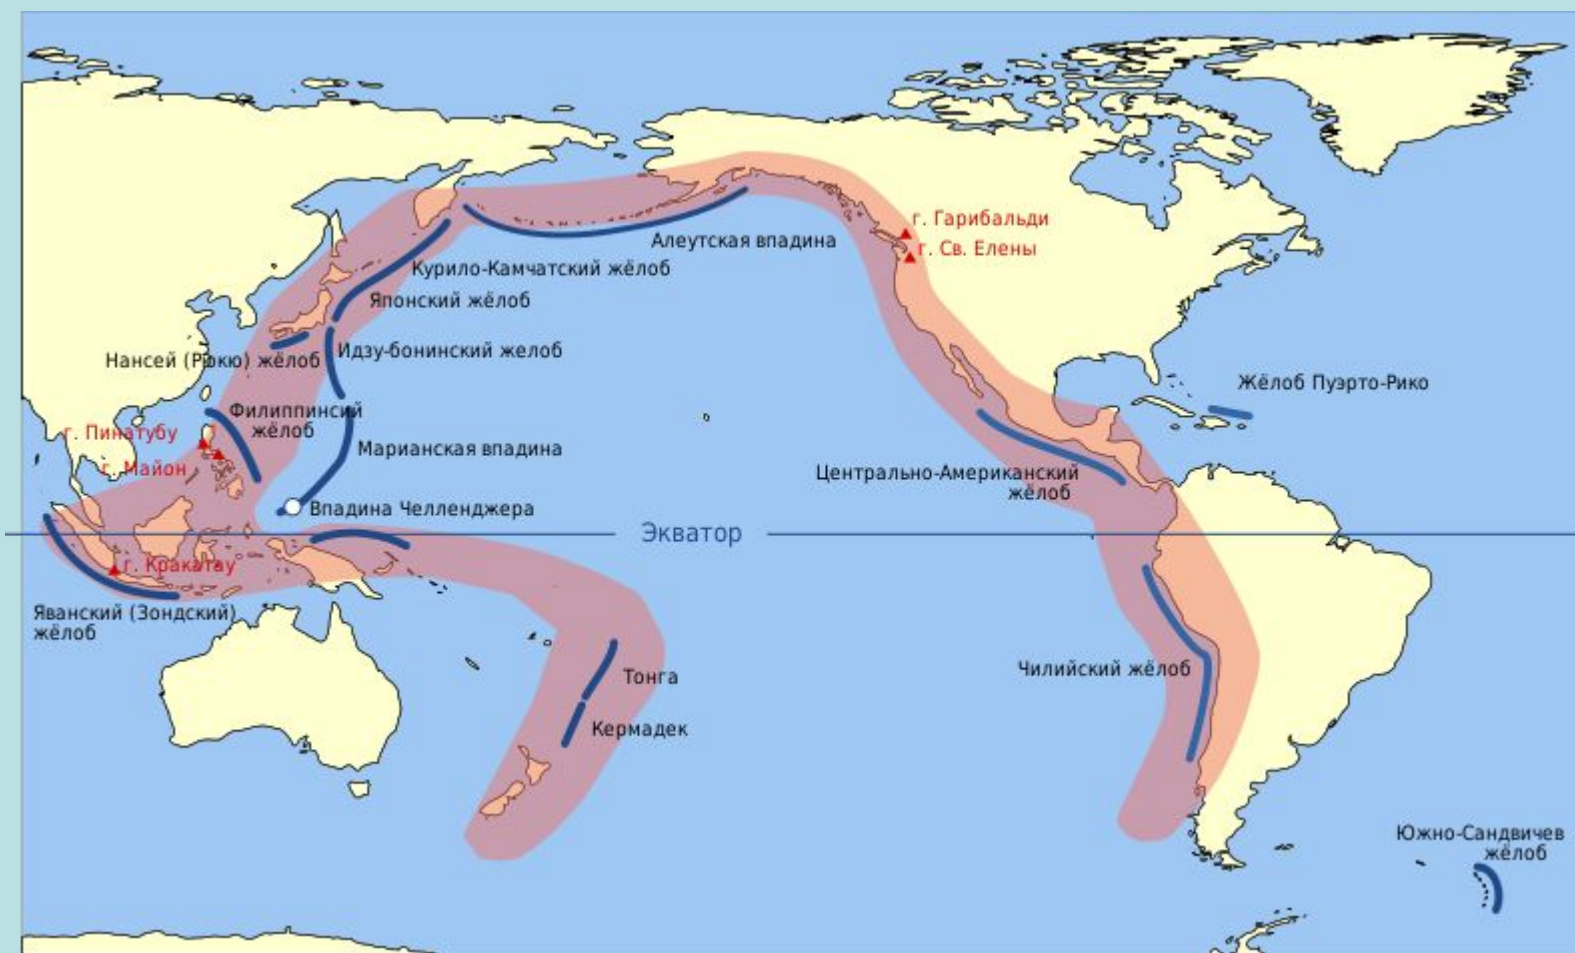 г. Гарибальди
г. Св. Елены
Алеутская впадина
Курило-Камчатский жёлоб
Японский жёлоб
Идзу-бонинский желоб
Нансей (Рюкю) жёлоб
Жёлоб Пуэрто-Рико
Филиппинсий
жёлоб
г. Пинатубу
г. Майон
Марианская впадина
Центрально-Американский
жёлоб
Впадина Челленджера
Экватор
г. Кракатау
Яванский (Зондский)
жёлоб
Чилийский жёлоб
Тонга
Кермадек
Южно-Сандвичев
жёлоб